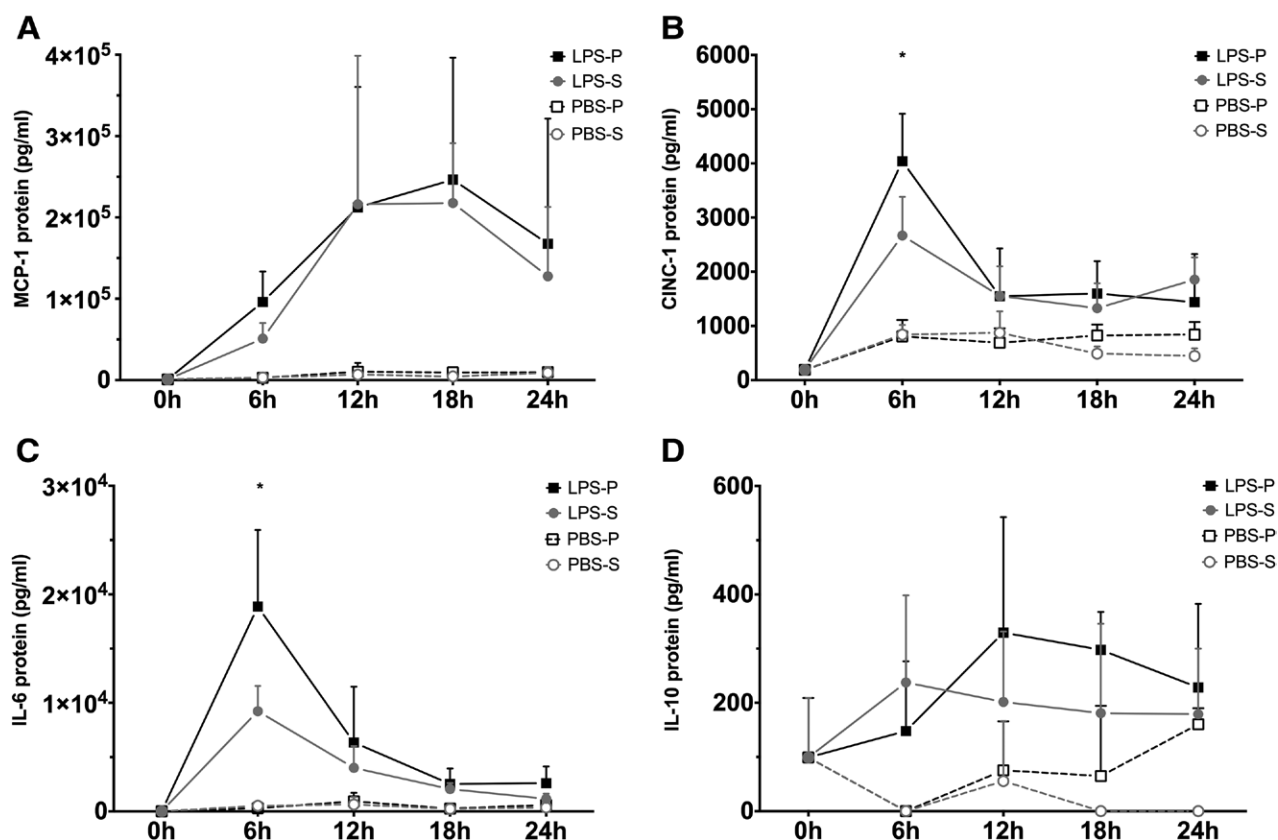 A
MCP-1 protein (pg/ml)
4×10⁵
3×10⁵
2×10⁵
1×10⁵
0
0h 6h 12h 18h 24h
LPS-P
LPS-S
PBS-P
PBS-S
B
CINC-1 protein (pg/ml)
6000
5000
4000
3000
2000
1000
0
0h 6h 12h 18h 24h
*
LPS-P
LPS-S
PBS-P
PBS-S
C
IL-6 protein (pg/ml)
3×10⁴
2×10⁴
1×10⁴
0
0h 6h 12h 18h 24h
*
LPS-P
LPS-S
PBS-P
PBS-S
D
IL-10 protein (pg/ml)
600
400
200
0
0h 6h 12h 18h 24h
LPS-P
LPS-S
PBS-P
PBS-S